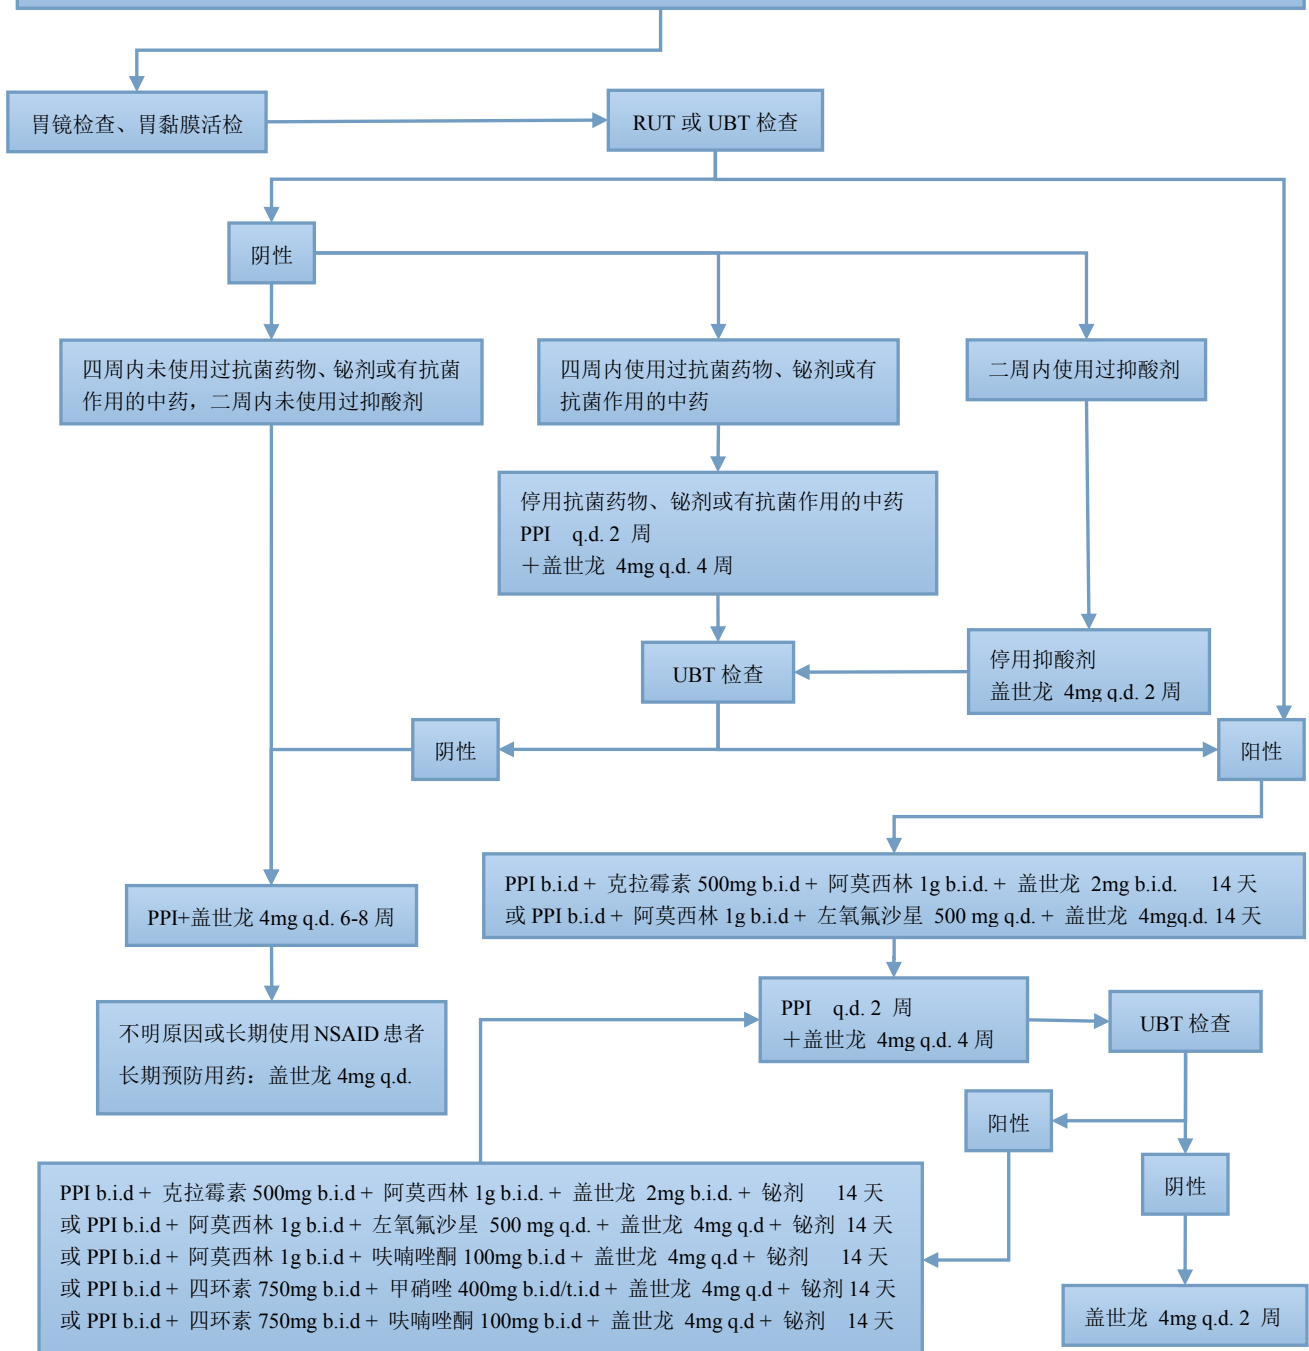 胃镜检查、胃黏膜活检
RUT 或 UBT 检查
阴性
四周内未使用过抗菌药物、铋剂或有抗菌
作用的中药，二周内未使用过抑酸剂
四周内使用过抗菌药物、铋剂或有
抗菌作用的中药
二周内使用过抑酸剂
停用抗菌药物、铋剂或有抗菌作用的中药
PPI q.d. 2 周
＋盖世龙 4mg q.d. 4 周
UBT 检查
停用抑酸剂
盖世龙 4mg q.d. 2 周
阴性
阳性
PPI b.i.d + 克拉霉素 500mg b.i.d + 阿莫西林 1g b.i.d. + 盖世龙 2mg b.i.d. 14 天
或 PPI b.i.d + 阿莫西林 1g b.i.d + 左氧氟沙星 500 mg q.d. + 盖世龙 4mgq.d. 14 天
PPI+盖世龙 4mg q.d. 6-8 周
PPI q.d. 2 周
＋盖世龙 4mg q.d. 4 周
UBT 检查
不明原因或长期使用 NSAID 患者
长期预防用药：盖世龙 4mg q.d.
阳性
阴性
PPI b.i.d + 克拉霉素 500mg b.i.d + 阿莫西林 1g b.i.d. + 盖世龙 2mg b.i.d. + 铋剂 14 天
或 PPI b.i.d + 阿莫西林 1g b.i.d + 左氧氟沙星 500 mg q.d. + 盖世龙 4mg q.d + 铋剂 14 天
或 PPI b.i.d + 阿莫西林 1g b.i.d + 呋喃唑酮 100mg b.i.d + 盖世龙 4mg q.d + 铋剂 14 天
或 PPI b.i.d + 四环素 750mg b.i.d + 甲硝唑 400mg b.i.d/t.i.d + 盖世龙 4mg q.d + 铋剂 14 天
或 PPI b.i.d + 四环素 750mg b.i.d + 呋喃唑酮 100mg b.i.d + 盖世龙 4mg q.d + 铋剂 14 天
盖世龙 4mg q.d. 2 周